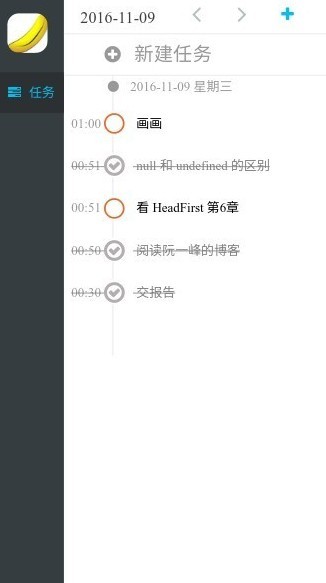 2016-11-09
新建任务
任务
2016-11-09 星期三
01:00 画画
00:51 null 和 undefined 的区别
00:51 看 HeadFirst 第6章
00:50 阅读阮一峰的博客
00:30 交报告